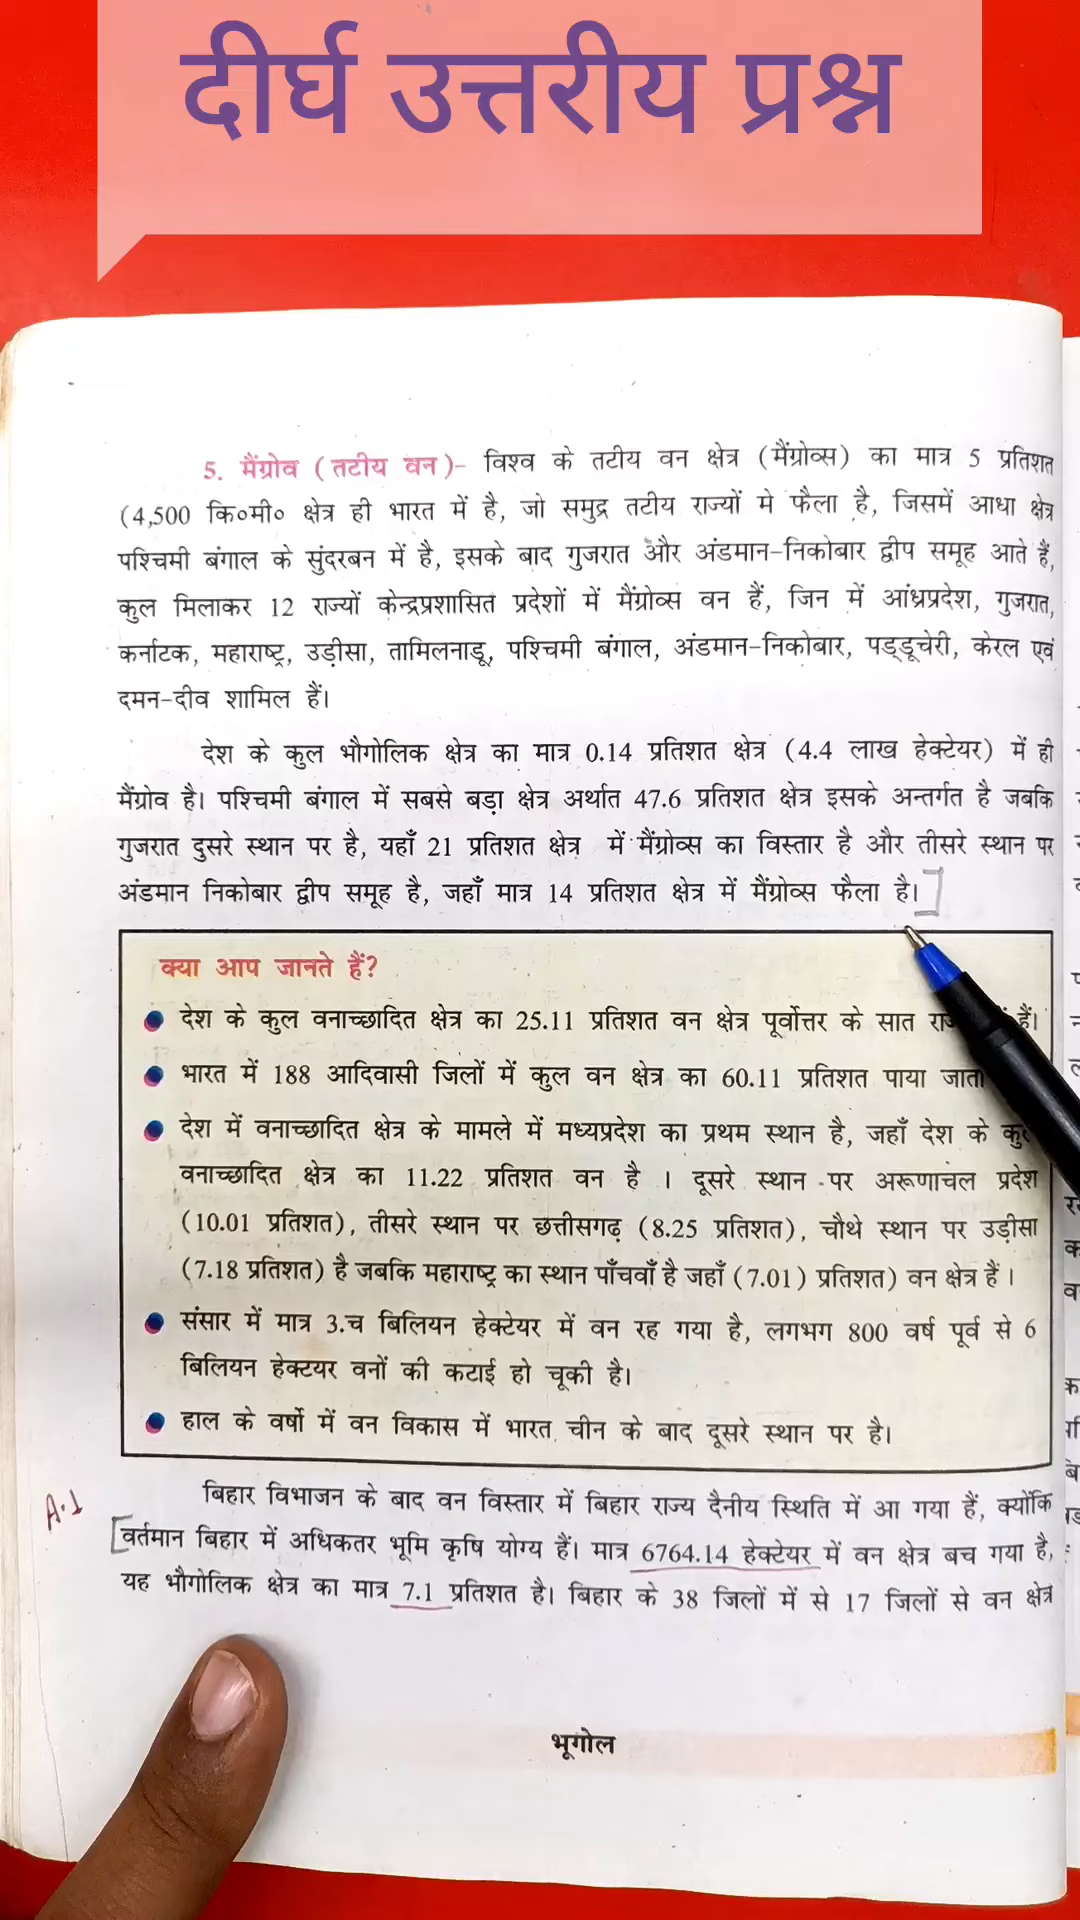 दीर्घ उत्तरीय प्रश्न
5. मैंग्रोव (तटीय वन)- विश्व के तटीय वन क्षेत्र (मैंग्रोव्स) का मात्र 5 प्रतिशत
(4,500 कि०मी० क्षेत्र ही भारत में है, जो समुद्र तटीय राज्यों मे फैला है, जिसमें आधा क्षेत्र
पश्चिमी बंगाल के सुंदरबन में है, इसके बाद गुजरात और अंडमान-निकोबार द्वीप समूह आते हैं,
कुल मिलाकर 12 राज्यों केन्द्रप्रशासित प्रदेशों में मैंग्रोव्स वन हैं, जिन में आंध्रप्रदेश, गुजरात,
कर्नाटक, महाराष्ट्र, उड़ीसा, तामिलनाडू, पश्चिमी बंगाल, अंडमान-निकोबार, पड्डूचेरी, केरल एवं
दमन-दीव शामिल हैं।
देश के कुल भौगोलिक क्षेत्र का मात्र 0.14 प्रतिशत क्षेत्र (4.4 लाख हेक्टेयर) में ही
मैंग्रोव है। पश्चिमी बंगाल में सबसे बड़ा क्षेत्र अर्थात 47.6 प्रतिशत क्षेत्र इसके अन्तर्गत है जबकि
गुजरात दुसरे स्थान पर है, यहाँ 21 प्रतिशत क्षेत्र में मैंग्रोव्स का विस्तार है और तीसरे स्थान पर
अंडमान निकोबार द्वीप समूह है, जहाँ मात्र 14 प्रतिशत क्षेत्र में मैंग्रोव्स फैला है।]
क्या आप जानते हैं?
देश के कुल वनाच्छादित क्षेत्र का 25.11 प्रतिशत वन क्षेत्र पूर्वोत्तर के सात हैं।
भारत में 188 आदिवासी जिलों में कुल वन क्षेत्र का 60.11 प्रतिशत पाया जाता
देश में वनाच्छादित क्षेत्र के मामले में मध्यप्रदेश का प्रथम स्थान है, जहाँ देश के
वनाच्छादित क्षेत्र का 11.22 प्रतिशत वन है । दूसरे स्थान पर अरूणाचल प्रदेश
(10.01 प्रतिशत), तीसरे स्थान पर छत्तीसगढ़ (8.25 प्रतिशत), चौथे स्थान पर उड़ीसा
(7.18 प्रतिशत) है जबकि महाराष्ट्र का स्थान पाँचवाँ है जहाँ (7.01) प्रतिशत) वन क्षेत्र हैं ।
संसार में मात्र 3.च बिलियन हेक्टेयर में वन रह गया है, लगभग 800 वर्ष पूर्व से 6
बिलियन हेक्टयर वनों की कटाई हो चूकी है।
हाल के वर्षो में वन विकास में भारत चीन के बाद दूसरे स्थान पर है।
A.1
बिहार विभाजन के बाद वन विस्तार में बिहार राज्य दैनीय स्थिति में आ गया हैं, क्योंकि
[वर्तमान बिहार में अधिकतर भूमि कृषि योग्य हैं। मात्र 6764.14 हेक्टेयर में वन क्षेत्र बच गया है,
यह भौगोलिक क्षेत्र का मात्र 7.1 प्रतिशत है। बिहार के 38 जिलों में से 17 जिलों से वन क्षेत्र
भूगोल